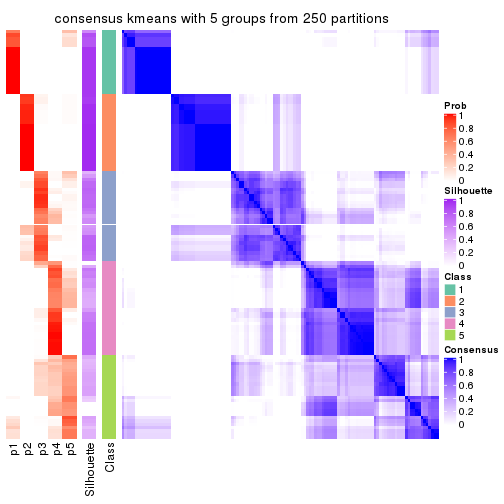 consensus kmeans with 5 groups from 250 partitions
Prob
1
0.8
0.6
0.4
0.2
0
Silhouette
1
0.8
0.6
0.4
0.2
0
Class
1
2
3
4
5
Consensus
1
0.8
0.6
0.4
0.2
0
p1
p2
p3
p4
p5
Silhouette
Class